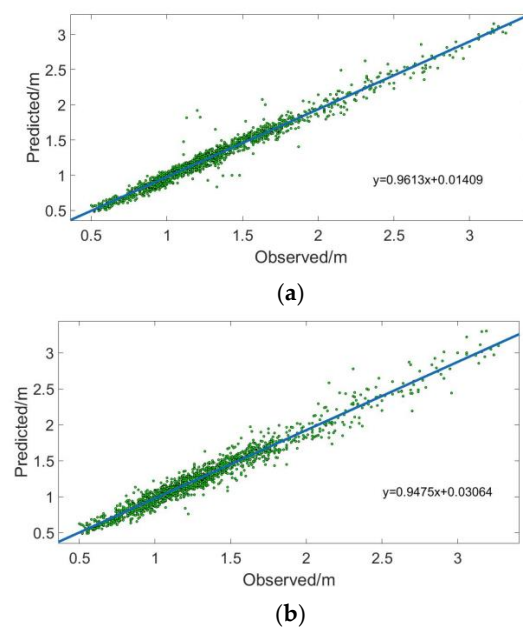 3
2.5
2
1.5
1
0.5
Predicted/m
y=0.9613x+0.01409
0.5 1 1.5 2 2.5 3
Observed/m
(a)
3
2.5
2
1.5
1
0.5
Predicted/m
y=0.9475x+0.03064
0.5 1 1.5 2 2.5 3
Observed/m
(b)